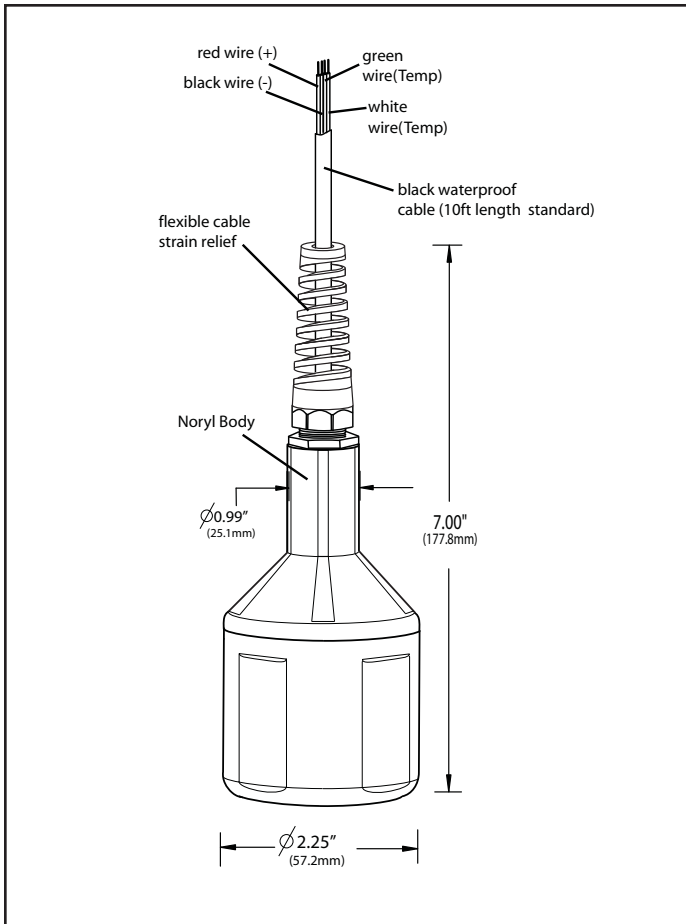 red wire (+)
black wire (-)
green
wire(Temp)
white
wire(Temp)
black waterproof
cable (10ft length standard)
flexible cable
strain relief
Noryl Body
∅0.99"
(25.1mm)
7.00"
(177.8mm)
∅2.25"
(57.2mm)